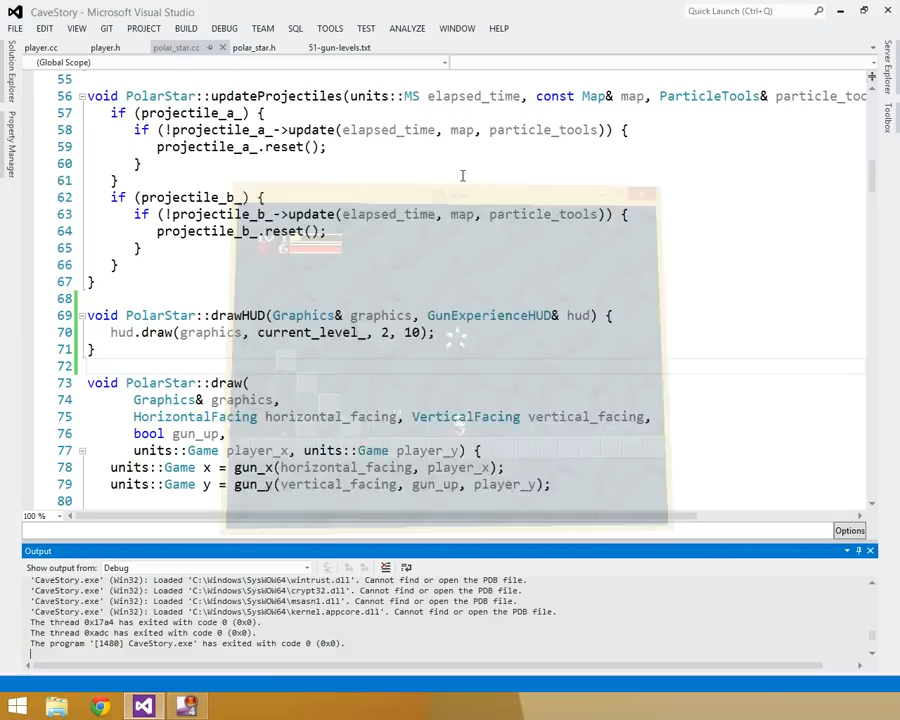 CaveStory - Microsoft Visual Studio
Quick Launch (Ctrl+Q)
FILE EDIT VIEW GIT PROJECT BUILD DEBUG TEAM SQL TOOLS TEST ANALYZE WINDOW HELP
player.cc player.h polar_star.cc polar_star.h 51-gun-levels.txt
(Global Scope)
Solution Explorer
Property Manager
Server Explorer
Toolbox
55
56 void PolarStar::updateProjectiles(units::MS elapsed_time, const Map& map, ParticleTools& particle_too
57 if (projectile_a_) {
58 if (!projectile_a_->update(elapsed_time, map, particle_tools)) {
59 projectile_a_.reset();
60 }
61 }
62 if (projectile_b_) {
63 if (!projectile_b_->update(elapsed_time, map, particle_tools)) {
64 projectile_b_.reset();
65 }
66 }
67 }
68
69 void PolarStar::drawHUD(Graphics& graphics, GunExperienceHUD& hud) {
70 hud.draw(graphics, current_level_, 2, 10);
71 }
72
73 void PolarStar::draw(
74 Graphics& graphics,
75 HorizontalFacing horizontal_facing, VerticalFacing vertical_facing,
76 bool gun_up,
77 units::Game player_x, units::Game player_y) {
78 units::Game x = gun_x(horizontal_facing, player_x);
79 units::Game y = gun_y(vertical_facing, gun_up, player_y);
80
100 %
Options
Output
Show output from: Debug
'CaveStory.exe' (Win32): Loaded 'C:\Windows\SysWOW64\wintrust.dll'. Cannot find or open the PDB file.
'CaveStory.exe' (Win32): Loaded 'C:\Windows\SysWOW64\crypt32.dll'. Cannot find or open the PDB file.
'CaveStory.exe' (Win32): Loaded 'C:\Windows\SysWOW64\msasn1.dll'. Cannot find or open the PDB file.
'CaveStory.exe' (Win32): Loaded 'C:\Windows\SysWOW64\kernel.appcore.dll'. Cannot find or open the PDB file.
The thread 0x17a4 has exited with code 0 (0x0).
The thread 0xadc has exited with code 0 (0x0).
The program '[1480] CaveStory.exe' has exited with code 0 (0x0).